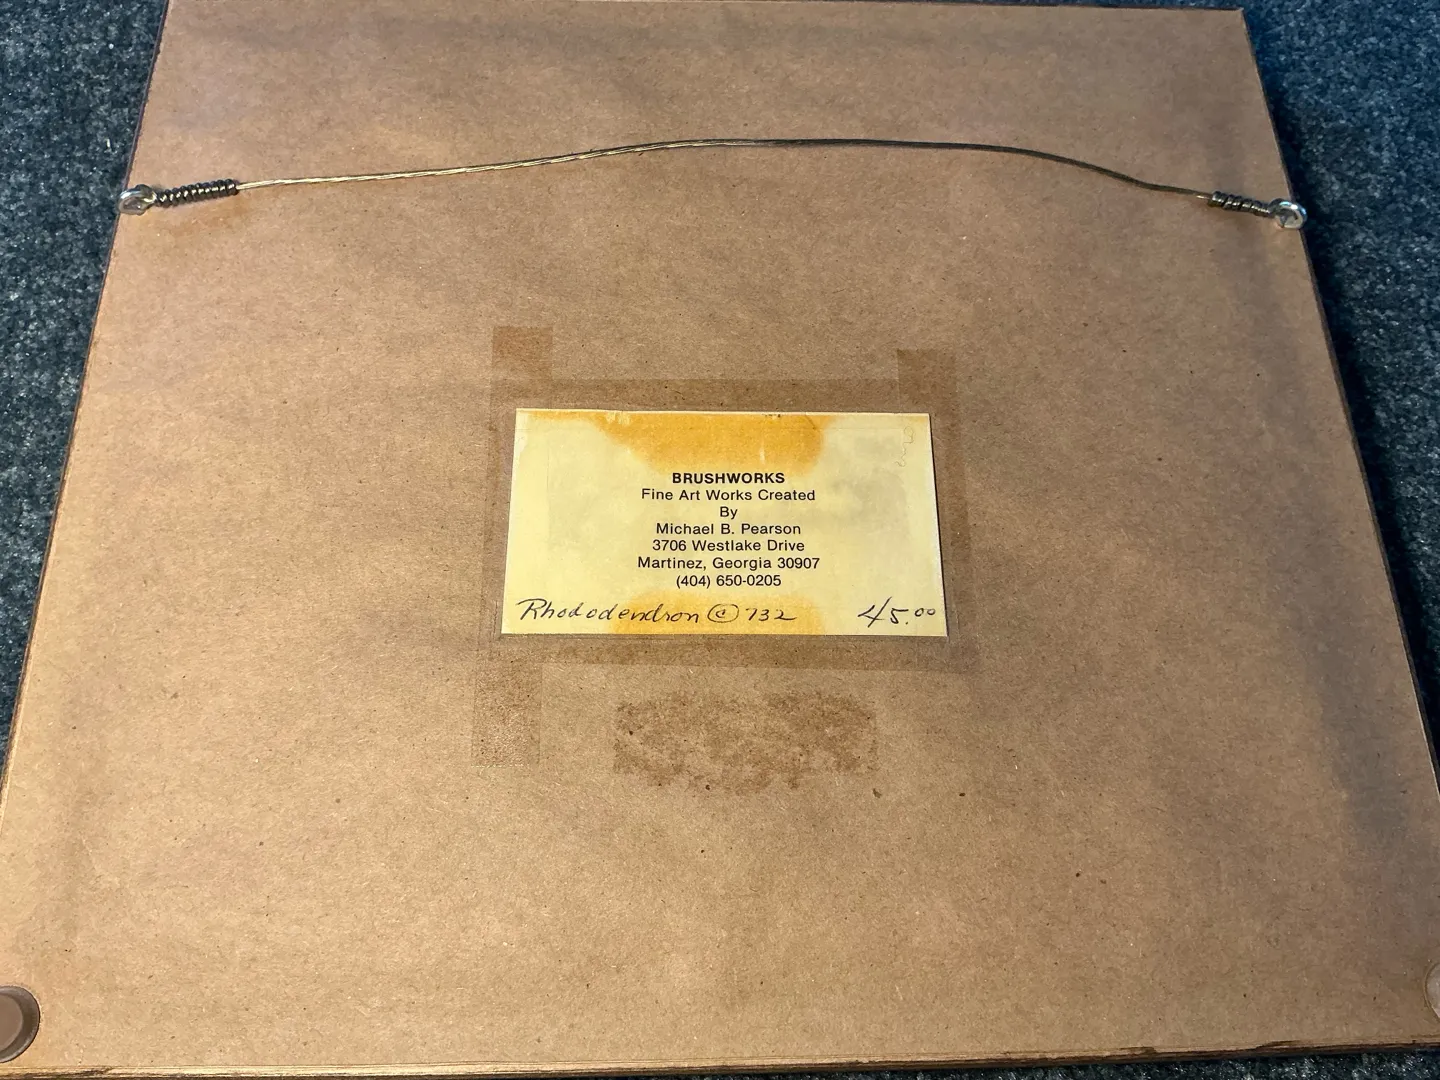 BRUSHWORKS
Fine Art Works Created
By
Michael B. Pearson
3706 Westlake Drive
Martinez, Georgia 30907
(404) 650-0205
Rhododendron © 732 45.00